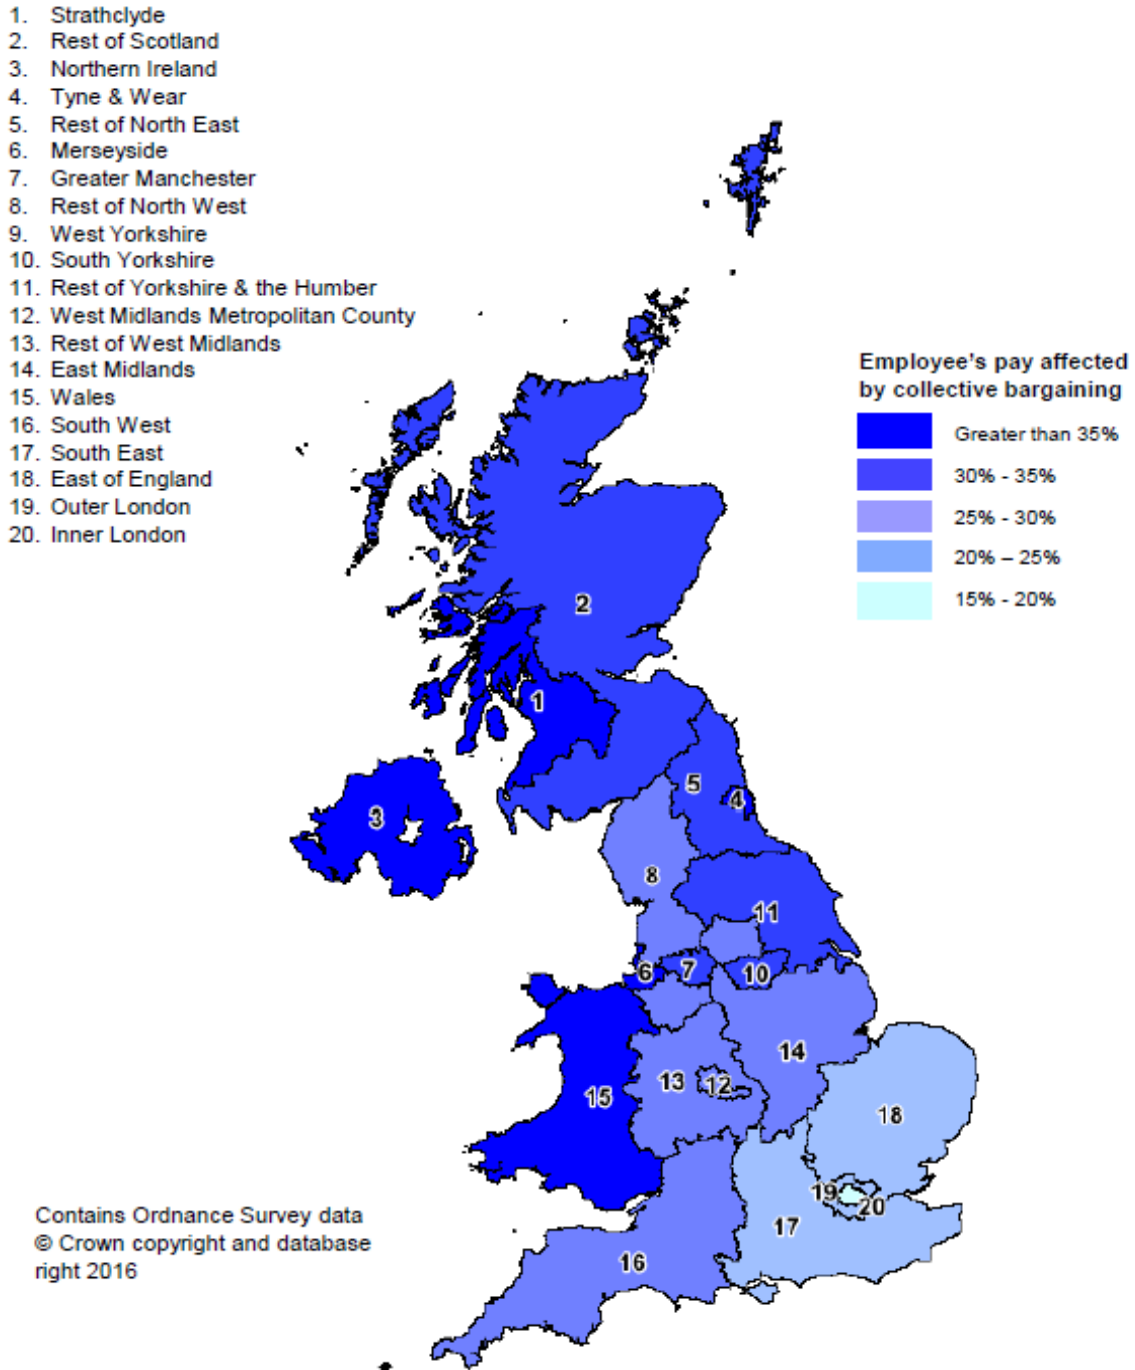 1. Strathclyde
2. Rest of Scotland
3. Northern Ireland
4. Tyne & Wear
5. Rest of North East
6. Merseyside
7. Greater Manchester
8. Rest of North West
9. West Yorkshire
10. South Yorkshire
11. Rest of Yorkshire & the Humber
12. West Midlands Metropolitan County
13. Rest of West Midlands
14. East Midlands
15. Wales
16. South West
17. South East
18. East of England
19. Outer London
20. Inner London
Employee's pay affected
by collective bargaining
Greater than 35%
30% - 35%
25% - 30%
20% – 25%
15% - 20%
2
1
5
4
3
8
11
6
7
10
14
13
12
15
18
19
20
17
16
Contains Ordnance Survey data
© Crown copyright and database
right 2016